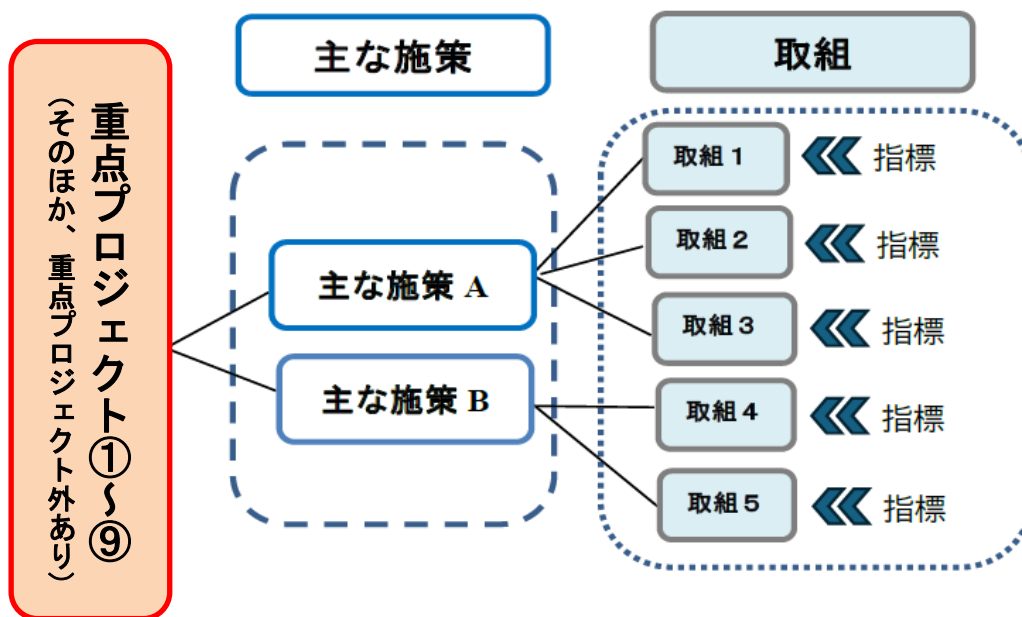 重点プロジェクト①～⑨
（そのほか、重点プロジェクト外あり）
主な施策
取組
主な施策 A
主な施策 B
取組１
指標
取組２
指標
取組３
指標
取組４
指標
取組５
指標